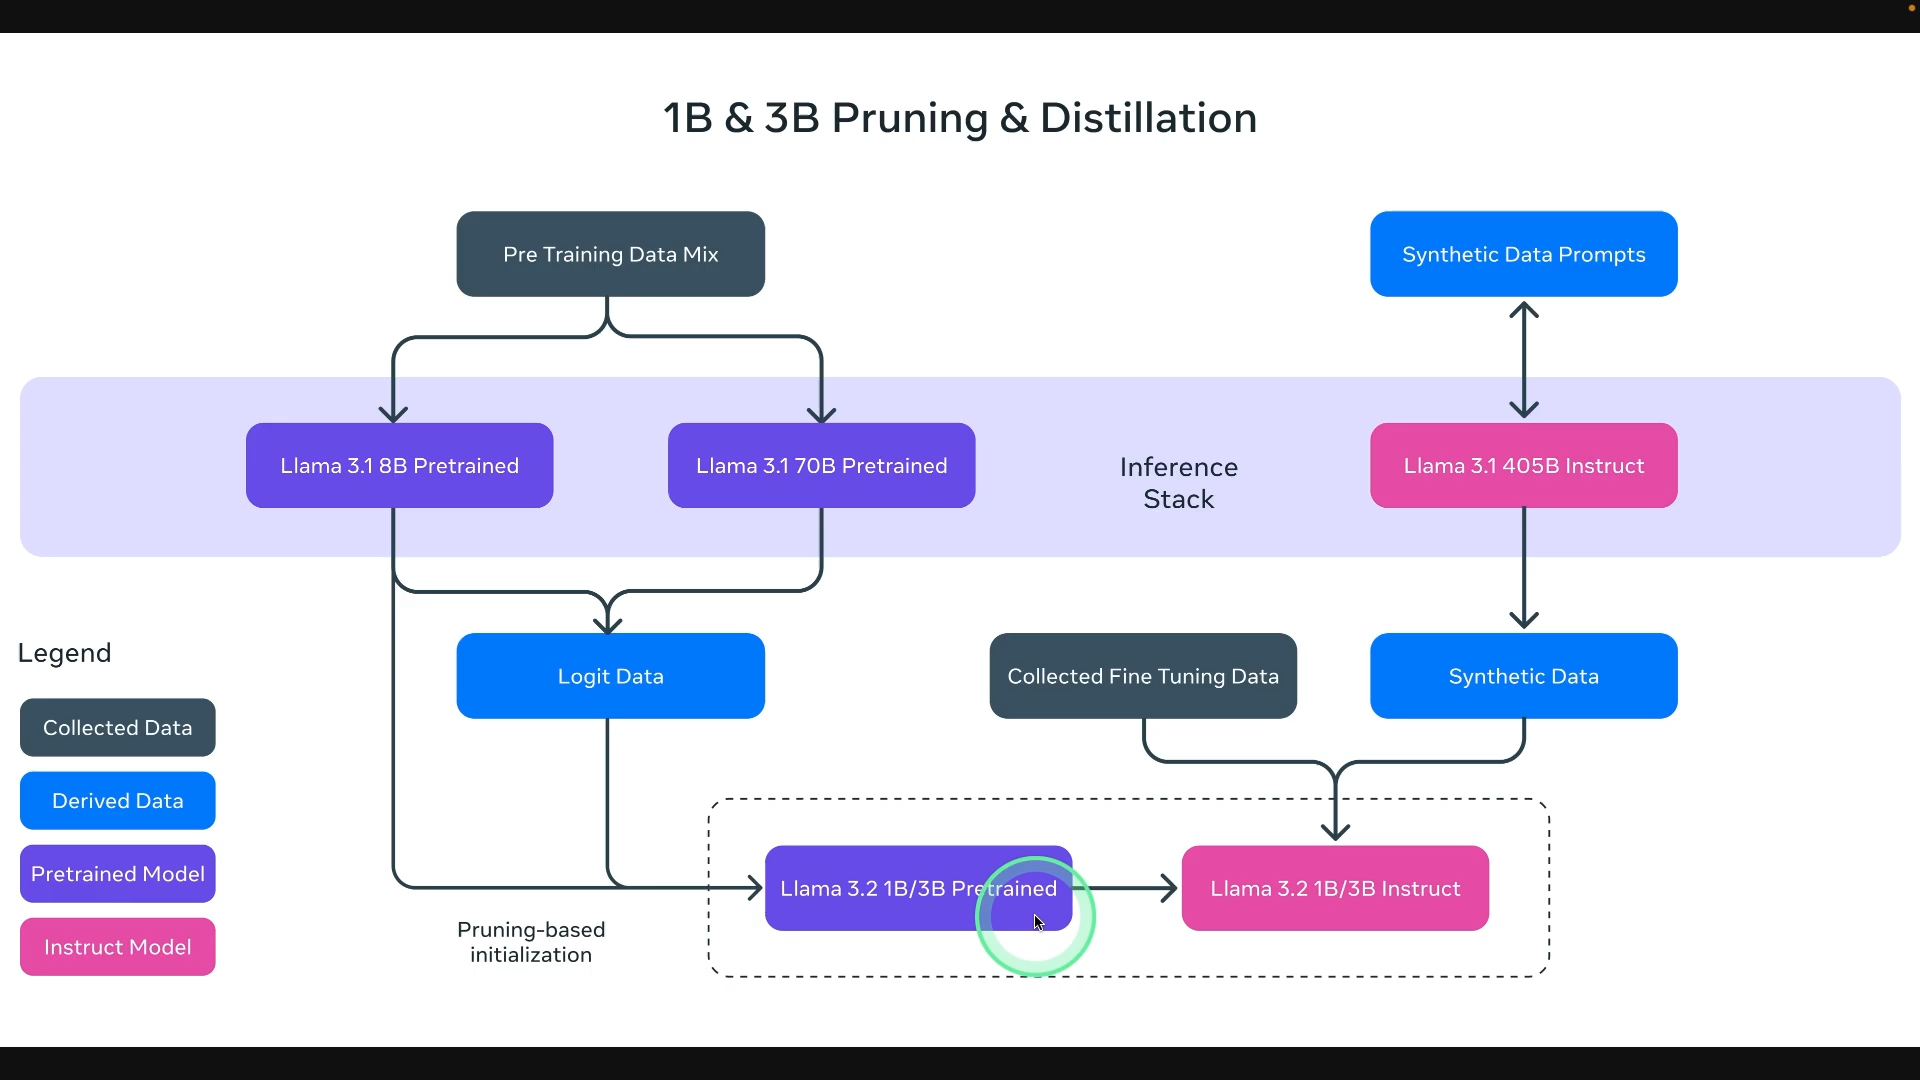 1B & 3B Pruning & Distillation
Pre Training Data Mix
Synthetic Data Prompts
Llama 3.1 8B Pretrained
Llama 3.1 70B Pretrained
Inference
Stack
Llama 3.1 405B Instruct
Legend
Logit Data
Collected Fine Tuning Data
Synthetic Data
Collected Data
Derived Data
Pretrained Model
Instruct Model
Llama 3.2 1B/3B Pretrained
Llama 3.2 1B/3B Instruct
Pruning-based
initialization